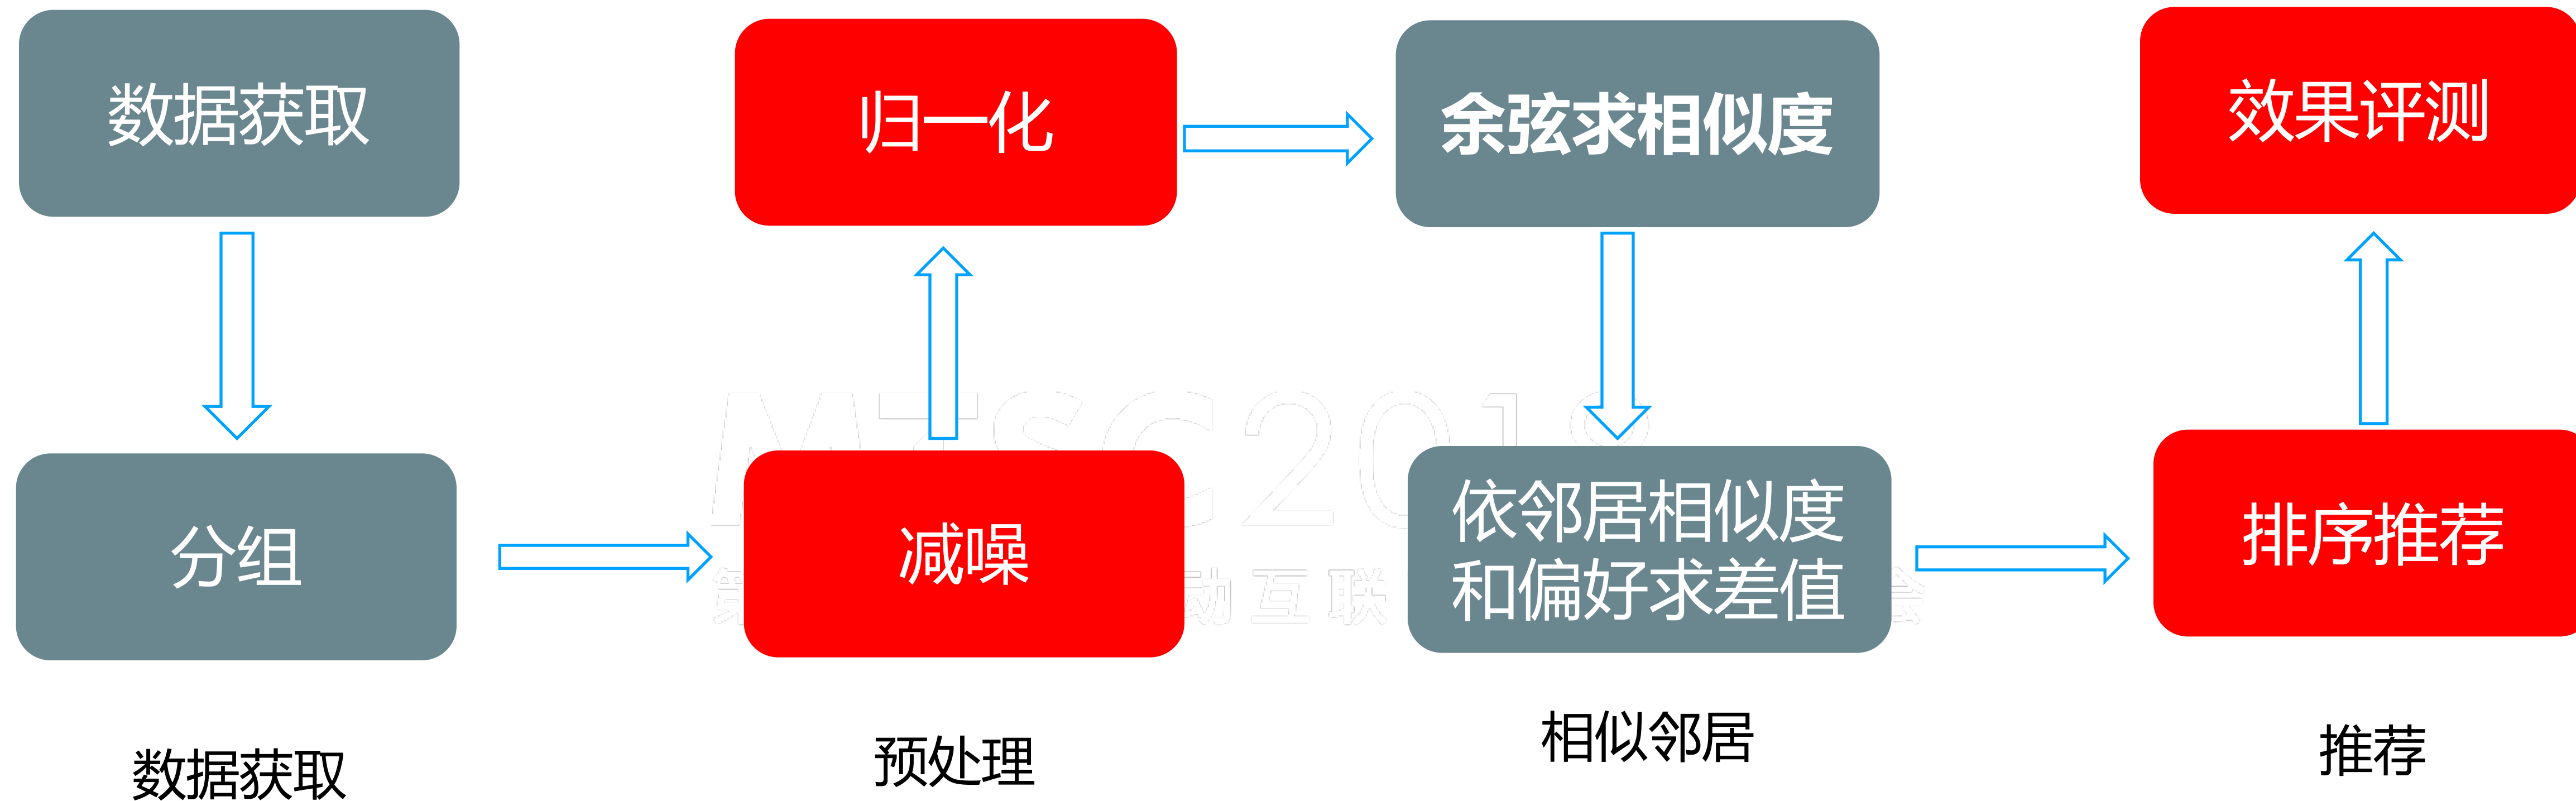 数据获取
归一化
余弦求相似度
效果评测
分组
减噪
依邻居相似度
和偏好求差值
排序推荐
数据获取
预处理
相似邻居
推荐